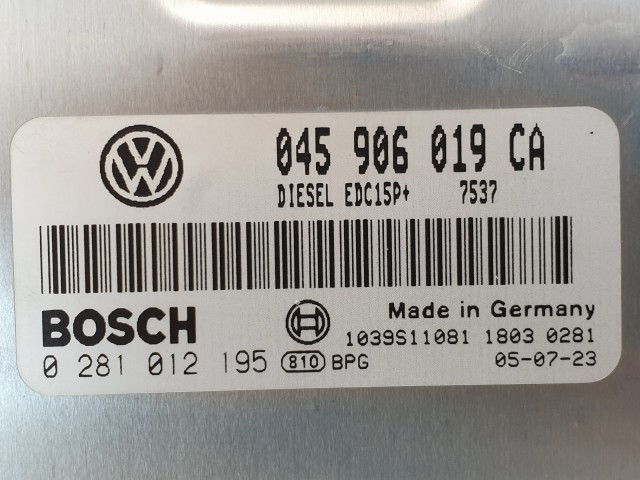 045 906 019 CA
DIESEL EDC15P+ 7537
BOSCH
Made in Germany
1039S11081 1803 0281
0 281 012 195 810 BPG 05-07-23